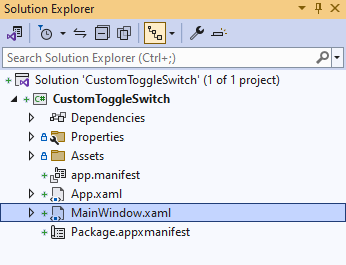 Solution Explorer
Search Solution Explorer (Ctrl+;)
Solution 'CustomToggleSwitch' (1 of 1 project)
C# CustomToggleSwitch
Dependencies
Properties
Assets
app.manifest
App.xaml
MainWindow.xaml
Package.appxmanifest